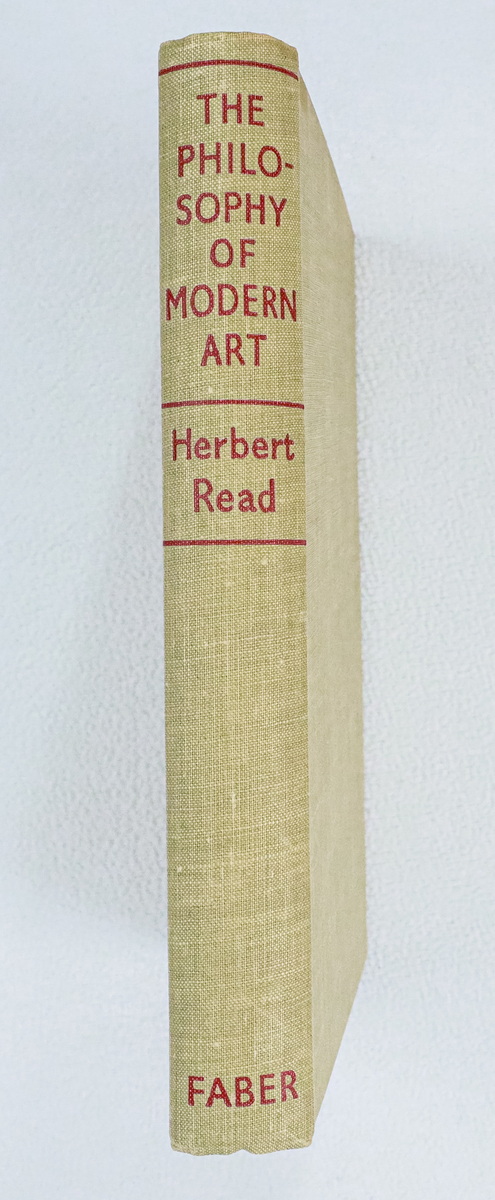 THE
PHILO-
SOPHY
OF
MODERN
ART
Herbert
Read
FABER